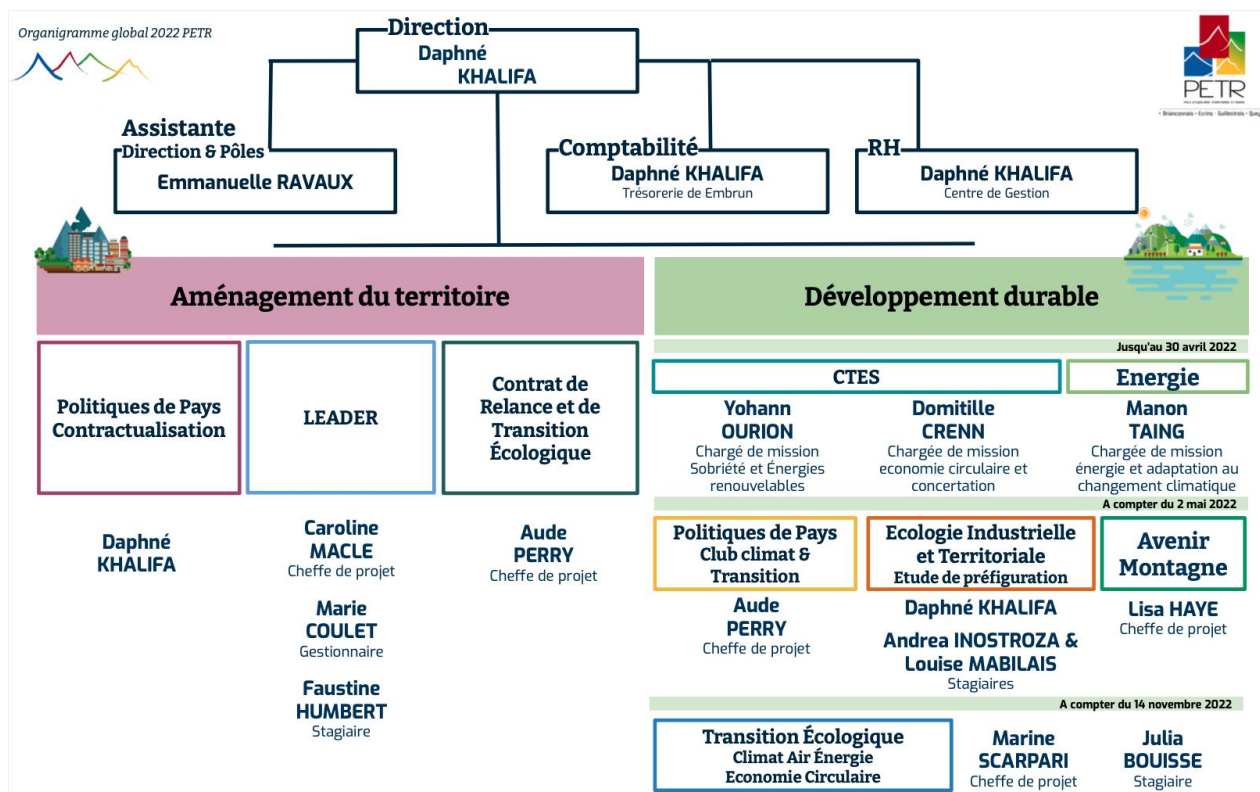 Organigramme global 2022 PETR
Direction
Daphné
KHALIFA
PETR
Assistante
Direction & Pôles
Emmanuelle RAVAUX
Comptabilité
Daphné KHALIFA
Trésorerie de Embrun
RH
Daphné KHALIFA
Centre de Gestion
Aménagement du territoire
Développement durable
Politiques de Pays
Contractualisation
LEADER
Contrat de
Relance et de
Transition
Écologique
Daphné
KHALIFA
Caroline
MACLE
Cheffe de projet
Marie
COULET
Gestionnaire
Faustine
HUMBERT
Stagiaire
Aude
PERRY
Cheffe de projet
Jusqu'au 30 avril 2022
CTES
Energie
Yohann
OURION
Chargé de mission
Sobriété et Énergies
renouvelables
Domitille
CRENN
Chargée de mission
economie circulaire et
concertation
Manon
TAING
Chargée de mission
énergie et adaptation au
changement climatique
A compter du 2 mai 2022
Politiques de Pays
Club climat &
Transition
Ecologie Industrielle
et Territoriale
Etude de préfiguration
Avenir
Montagne
Aude
PERRY
Cheffe de projet
Daphné KHALIFA
Andrea INOSTROZA &
Louise MABILAIS
Stagiaires
Lisa HAYE
Cheffe de projet
A compter du 14 novembre 2022
Transition Écologique
Climat Air Énergie
Economie Circulaire
Marine
SCARPARI
Cheffe de projet
Julia
BOUISSE
Stagiaire